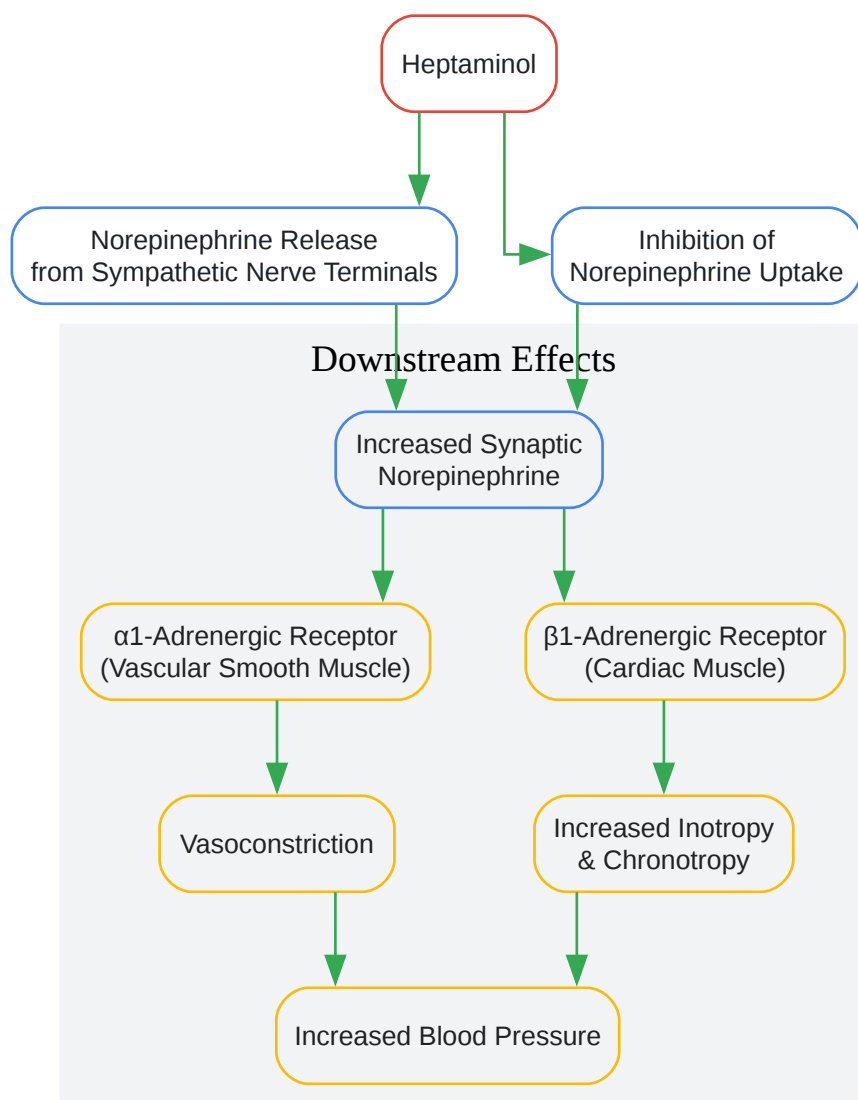 Heptaminol
Norepinephrine Release
from Sympathetic Nerve Terminals
Inhibition of
Norepinephrine Uptake
Downstream Effects
Increased Synaptic
Norepinephrine
α1-Adrenergic Receptor
(Vascular Smooth Muscle)
β1-Adrenergic Receptor
(Cardiac Muscle)
Vasoconstriction
Increased Inotropy
& Chronotropy
Increased Blood Pressure